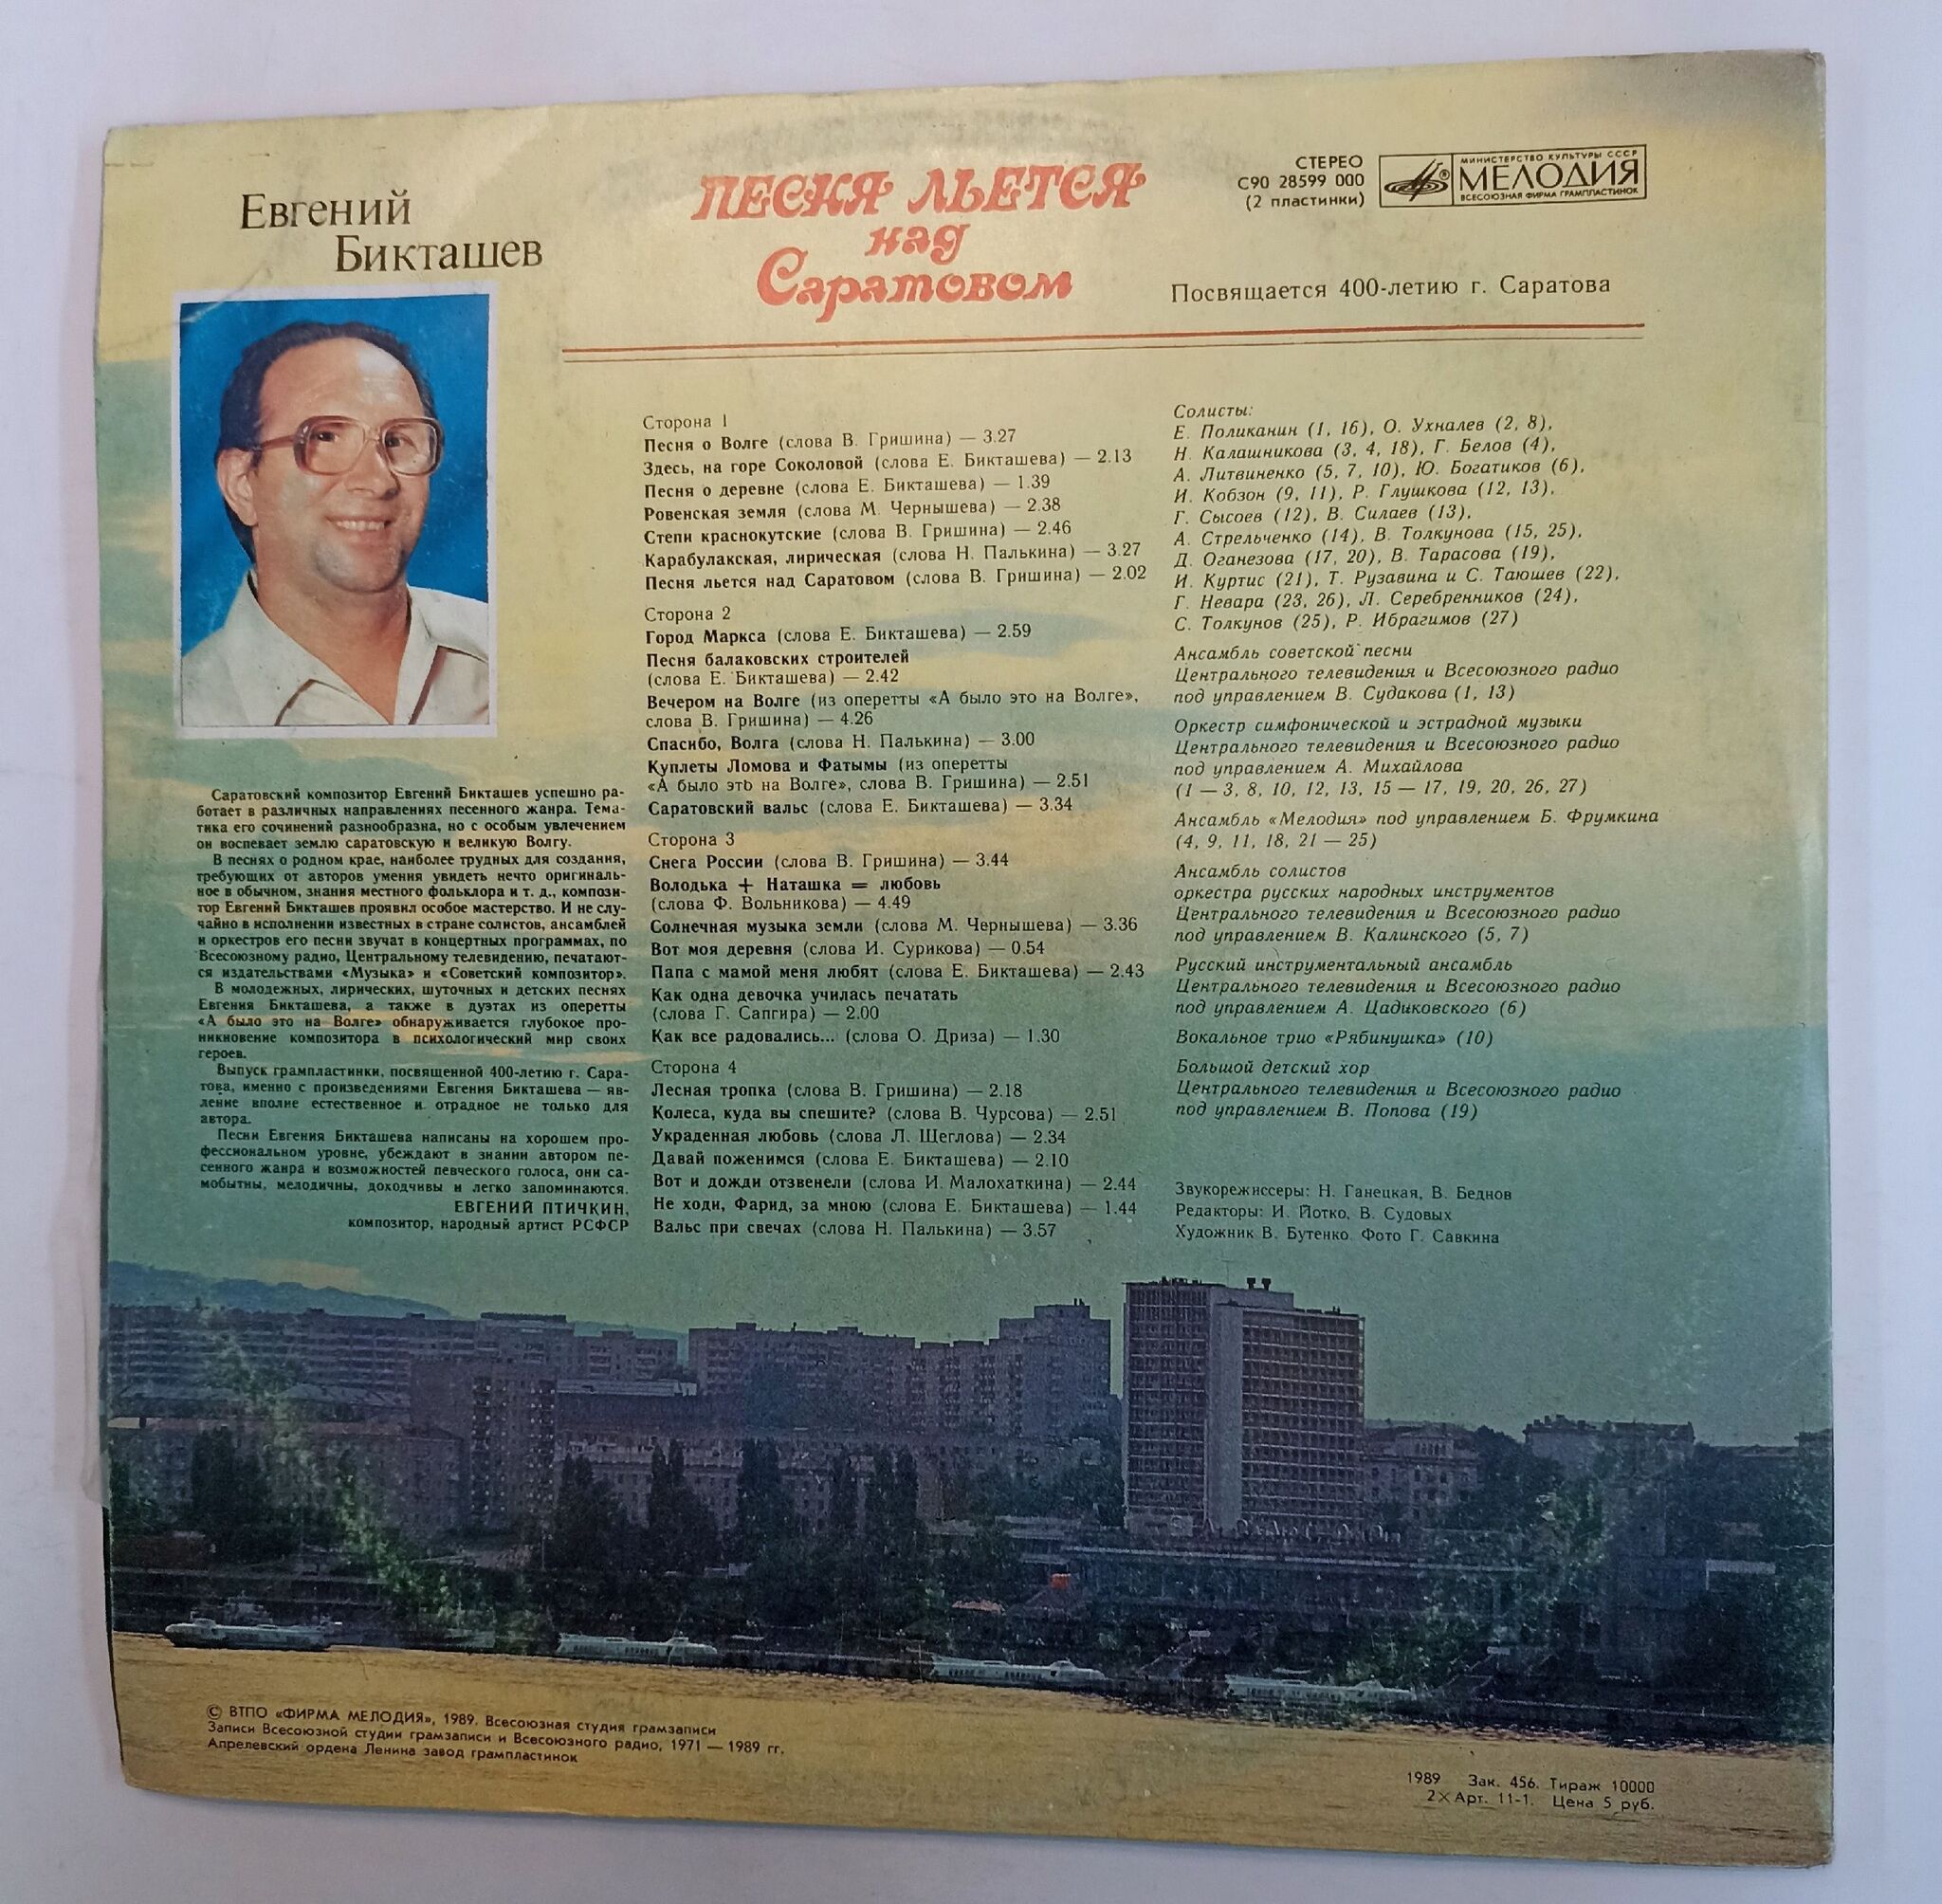 Евгений
Бикташев
ПЕСНЯ ЛЬЕТСЯ
над
Саратовом
СТЕРЕО
С90 28599 000
(2 пластинки)
МИНИСТЕРСТВО КУЛЬТУРЫ СССР
МЕЛОДИЯ
ВСЕСОЮЗНАЯ ФИРМА ГРАМПЛАСТИНОК
Посвящается 400-летию г. Саратова
Саратовский композитор Евгений Бикташев успешно ра-
ботает в различных направлениях песенного жанра. Тема-
тика его сочинений разнообразна, но с особым увлечением
он воспевает землю саратовскую и великую Волгу.
В песнях о родном крае, наиболее трудных для создания,
требующих от авторов умения увидеть нечто оригиналь-
ное в обычном, знания местного фольклора и т. д., компози-
тор Евгений Бикташев проявил особое мастерство. И не слу-
чайно в исполнении известных в стране солистов, ансамблей
и оркестров его песни звучат в концертных программах, по
Всесоюзному радио, Центральному телевидению, печатают-
ся издательствами «Музыка» и «Советский композитор».
В молодежных, лирических, шуточных и детских песнях
Евгения Бикташева, а также в дуэтах из оперетты
«А было это на Волге» обнаруживается глубокое про-
никновение композитора в психологический мир своих
героев.
Выпуск грампластинки, посвященной 400-летию г. Сара-
това, именно с произведениями Евгения Бикташева — яв-
ление вполне естественное и отрадное не только для
автора.
Песни Евгения Бикташева написаны на хорошем про-
фессиональном уровне, убеждают в знании автором пе-
сенного жанра и возможностей певческого голоса, они са-
мобытны, мелодичны, доходчивы и легко запоминаются.
ЕВГЕНИЙ ПТИЧКИН,
композитор, народный артист РСФСР
Сторона 1
Песня о Волге (слова В. Гришина) — 3.27
Здесь, на горе Соколовой (слова Е. Бикташева) — 2.13
Песня о деревне (слова Е. Бикташева) — 1.39
Ровенская земля (слова М. Чернышева) — 2.38
Степи краснокутские (слова В. Гришина) — 2.46
Карабулакская, лирическая (слова Н. Палькина) — 3.27
Песня льется над Саратовом (слова В. Гришина) — 2.02
Сторона 2
Город Маркса (слова Е. Бикташева) — 2.59
Песня балаковских строителей
(слова Е. Бикташева) — 2.42
Вечером на Волге (из оперетты «А было это на Волге»,
слова В. Гришина) — 4.26
Спасибо, Волга (слова Н. Палькина) — 3.00
Куплеты Ломова и Фатымы (из оперетты
«А было это на Волге», слова В. Гришина) — 2.51
Саратовский вальс (слова Е. Бикташева) — 3.34
Сторона 3
Снега России (слова В. Гришина) — 3.44
Володька + Наташка = любовь
(слова Ф. Вольникова) — 4.49
Солнечная музыка земли (слова М. Чернышева) — 3.36
Вот моя деревня (слова И. Сурикова) — 0.54
Папа с мамой меня любят (слова Е. Бикташева) — 2.43
Как одна девочка училась печатать
(слова Г. Сапгира) — 2.00
Как все радовались... (слова О. Дриза) — 1.30
Сторона 4
Лесная тропка (слова В. Гришина) — 2.18
Колеса, куда вы спешите? (слова В. Чурсова) — 2.51
Украденная любовь (слова Л. Щеглова) — 2.34
Давай поженимся (слова Е. Бикташева) — 2.10
Вот и дожди отзвенели (слова И. Малохаткина) — 2.44
Не ходи, Фарид, за мною (слова Е. Бикташева) — 1.44
Вальс при свечах (слова Н. Палькина) — 3.57
Солисты:
Е. Поликанин (1, 16), О. Ухналев (2, 8),
Н. Калашникова (3, 4, 18), Г. Белов (4),
А. Литвиненко (5, 7, 10), Ю. Богатиков (6),
И. Кобзон (9, 11), Р. Глушкова (12, 13),
Г. Сысоев (12), В. Силаев (13),
А. Стрельченко (14), В. Толкунова (15, 25),
Д. Оганезова (17, 20), В. Тарасова (19),
И. Куртис (21), Т. Рузавина и С. Таюшев (22),
Г. Невара (23, 26), Л. Серебренников (24),
С. Толкунов (25), Р. Ибрагимов (27)
Ансамбль советской песни
Центрального телевидения и Всесоюзного радио
под управлением В. Судакова (1, 13)
Оркестр симфонической и эстрадной музыки
Центрального телевидения и Всесоюзного радио
под управлением А. Михайлова
(1 — 3, 8, 10, 12, 13, 15 — 17, 19, 20, 26, 27)
Ансамбль «Мелодия» под управлением Б. Фрумкина
(4, 9, 11, 18, 21 — 25)
Ансамбль солистов
оркестра русских народных инструментов
Центрального телевидения и Всесоюзного радио
под управлением В. Калинского (5, 7)
Русский инструментальный ансамбль
Центрального телевидения и Всесоюзного радио
под управлением А. Цадиковского (6)
Вокальное трио «Рябинушка» (10)
Большой детский хор
Центрального телевидения и Всесоюзного радио
под управлением В. Попова (19)
Звукорежиссеры: Н. Ганецкая, В. Беднов
Редакторы: И. Йотко, В. Судовых
Художник В. Бутенко. Фото Г. Савкина
© ВТПО «ФИРМА МЕЛОДИЯ», 1989. Всесоюзная студия грамзаписи
Записи Всесоюзной студии грамзаписи и Всесоюзного радио, 1971 — 1989 гг.
Апрелевский ордена Ленина завод грампластинок
1989 Зак. 456. Тираж 10000
2×Арт. 11-1. Цена 5 руб.